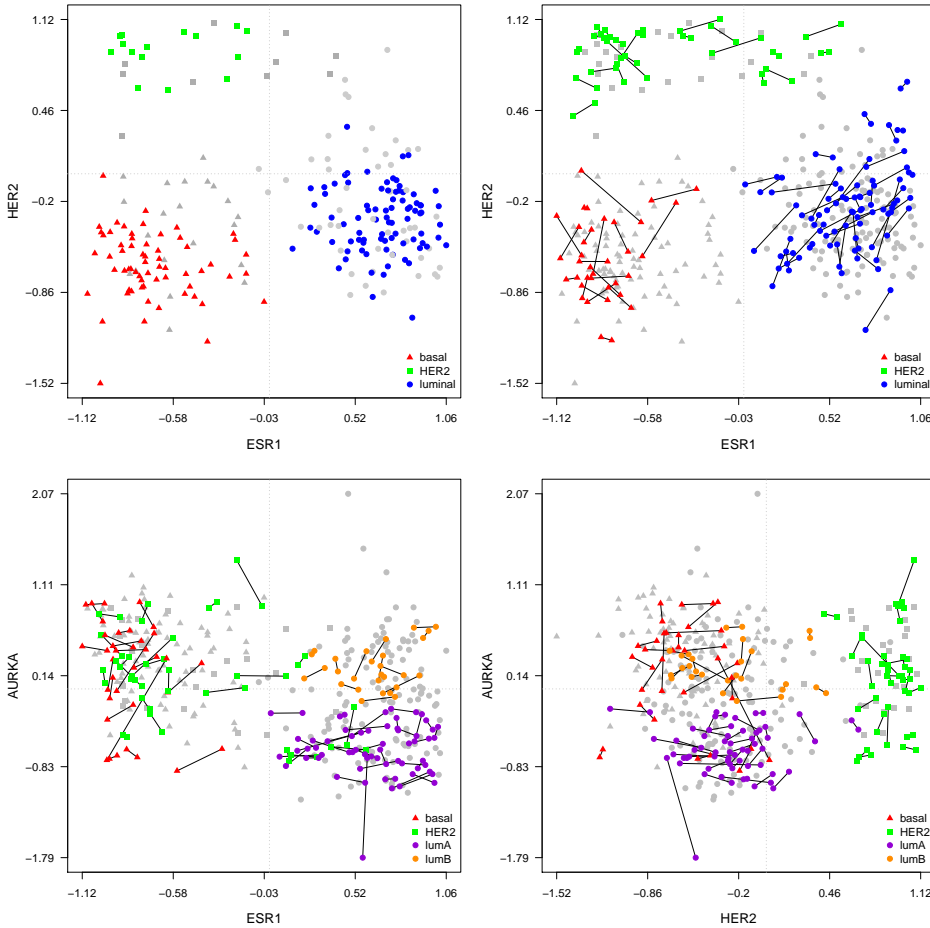 1.12
0.46
−0.2
−0.86
−1.52
HER2
−1.12
−0.58
−0.03
0.52
1.06
ESR1
basal
HER2
luminal
1.12
0.46
−0.2
−0.86
−1.52
HER2
−1.12
−0.58
−0.03
0.52
1.06
ESR1
basal
HER2
luminal
2.07
1.11
0.14
−0.83
−1.79
AURKA
−1.12
−0.58
−0.03
0.52
1.06
ESR1
basal
HER2
lumA
lumB
2.07
1.11
0.14
−0.83
−1.79
AURKA
−1.52
−0.86
−0.2
0.46
1.12
HER2
basal
HER2
lumA
lumB